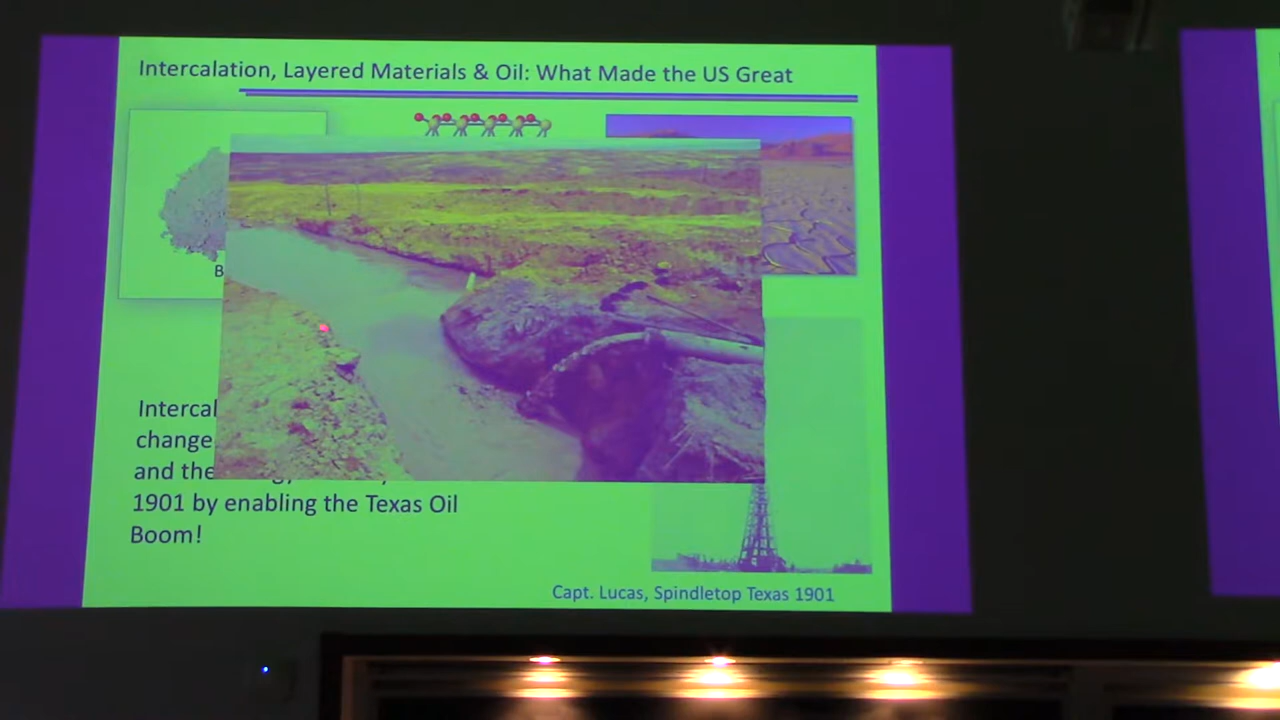 Intercalation, Layered Materials & Oil: What Made the US Great
B
Intercal
change
and the
1901 by enabling the Texas Oil
Boom!
Capt. Lucas, Spindletop Texas 1901